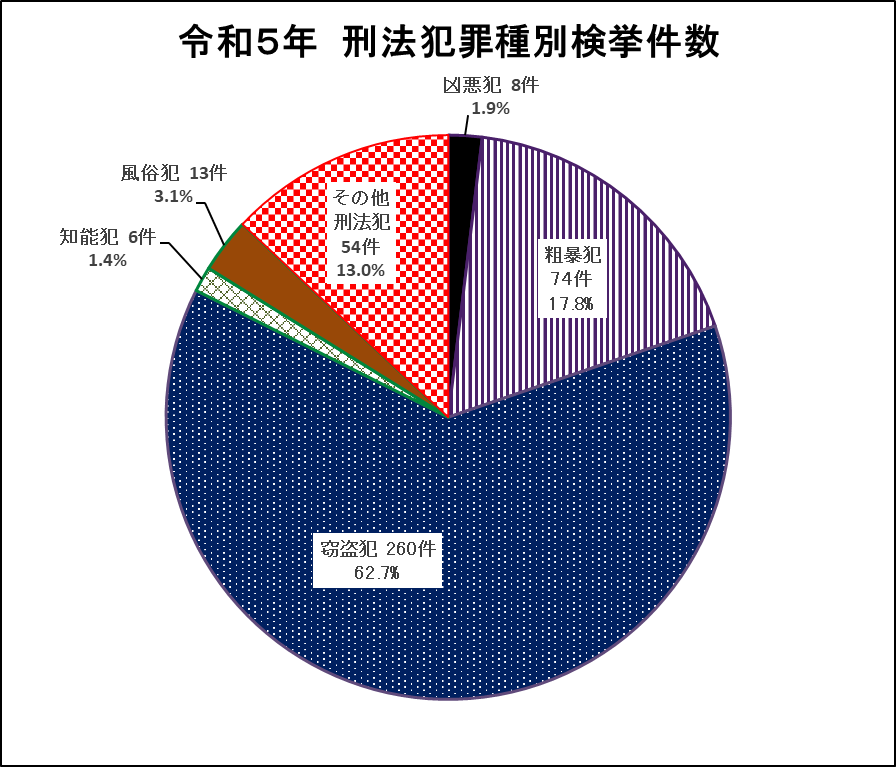 令和５年　刑法犯罪種別検挙件数
凶悪犯 8件
1.9%
粗暴犯
74件
17.8%
窃盗犯 260件
62.7%
知能犯 6件
1.4%
風俗犯 13件
3.1%
その他
刑法犯
54件
13.0%